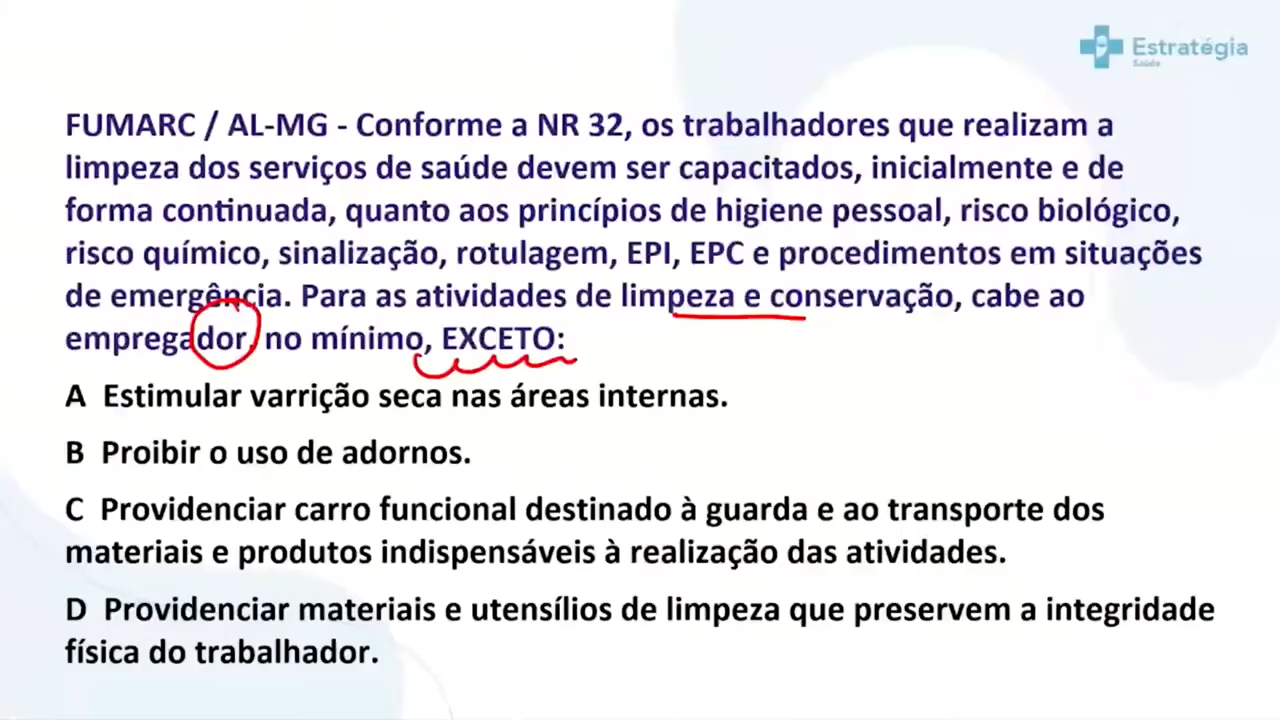 Estratégia
Saúde
FUMARC / AL-MG - Conforme a NR 32, os trabalhadores que realizam a
limpeza dos serviços de saúde devem ser capacitados, inicialmente e de
forma continuada, quanto aos princípios de higiene pessoal, risco biológico,
risco químico, sinalização, rotulagem, EPI, EPC e procedimentos em situações
de emergência. Para as atividades de limpeza e conservação, cabe ao
empregador, no mínimo, EXCETO:
A Estimular varrição seca nas áreas internas.
B Proibir o uso de adornos.
C Providenciar carro funcional destinado à guarda e ao transporte dos
materiais e produtos indispensáveis à realização das atividades.
D Providenciar materiais e utensílios de limpeza que preservem a integridade
física do trabalhador.